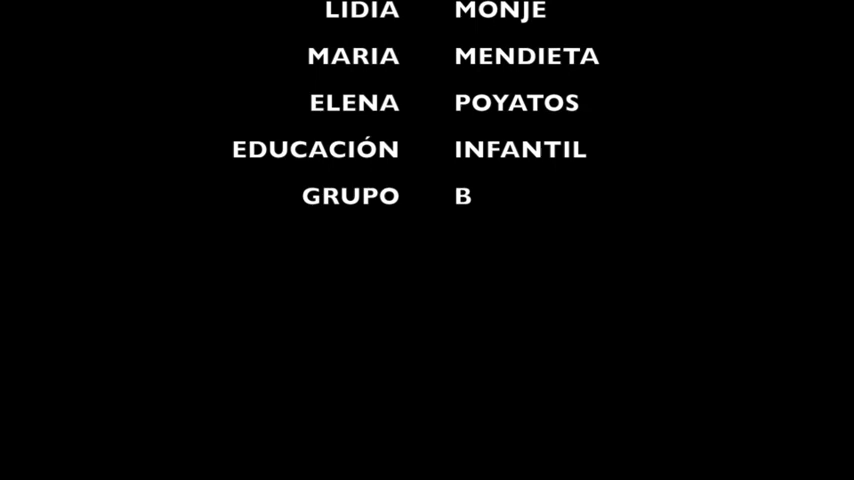 LIDIA MONJE
MARIA MENDIETA
ELENA POYATOS
EDUCACIÓN INFANTIL
GRUPO B